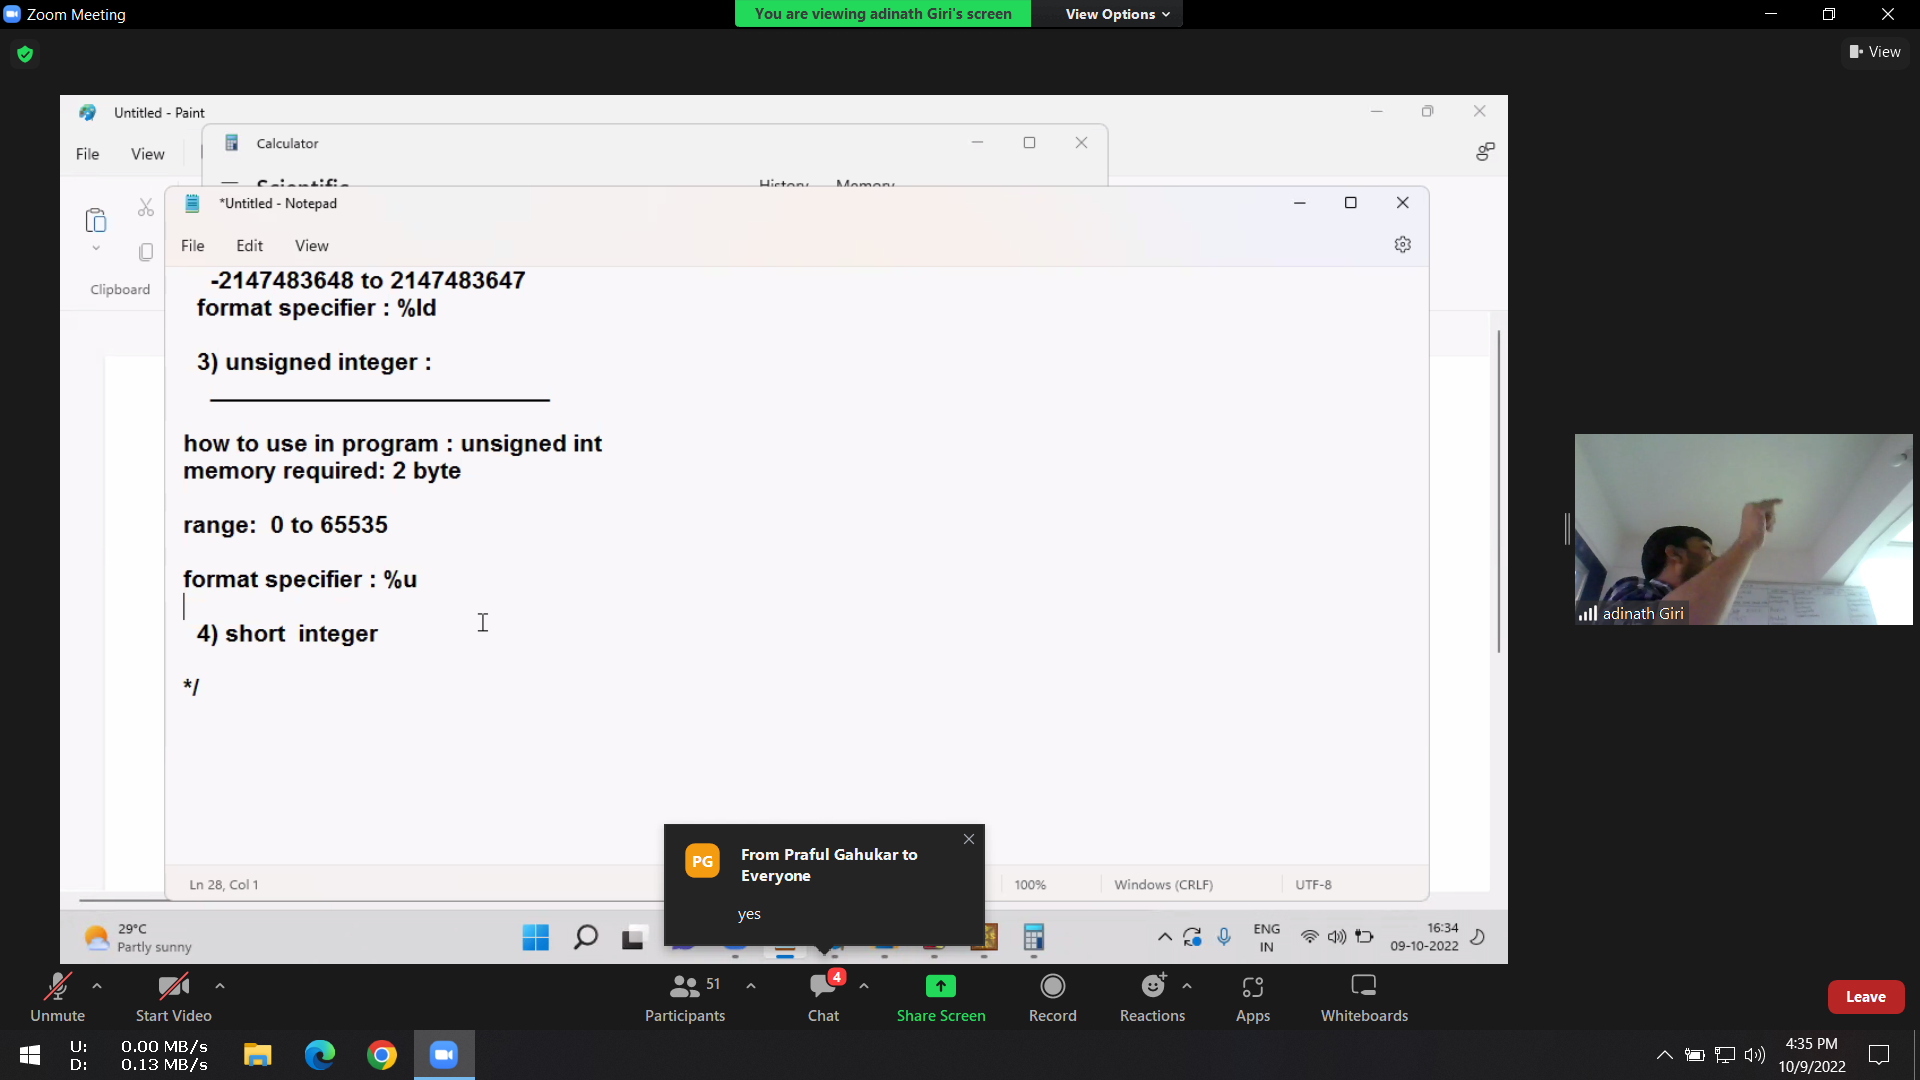 Zoom Meeting
You are viewing adinath Giri's screen
View Options
View
Untitled - Paint
File
View
Calculator
Scientific
History
Memory
Clipboard
*Untitled - Notepad
File
Edit
View
-2147483648 to 2147483647
format specifier : %ld
3) unsigned integer :
how to use in program : unsigned int
memory required: 2 byte
range:  0 to 65535
format specifier : %u
4) short  integer
*/
adinath Giri
Ln 28, Col 1
100%
Windows (CRLF)
UTF-8
PG
From Praful Gahukar to
Everyone
yes
29°C
Partly sunny
ENG
IN
16:34
09-10-2022
Unmute
Start Video
51
Participants
4
Chat
Share Screen
Record
Reactions
Apps
Whiteboards
Leave
U: 0.00 MB/s
D: 0.13 MB/s
4:35 PM
10/9/2022